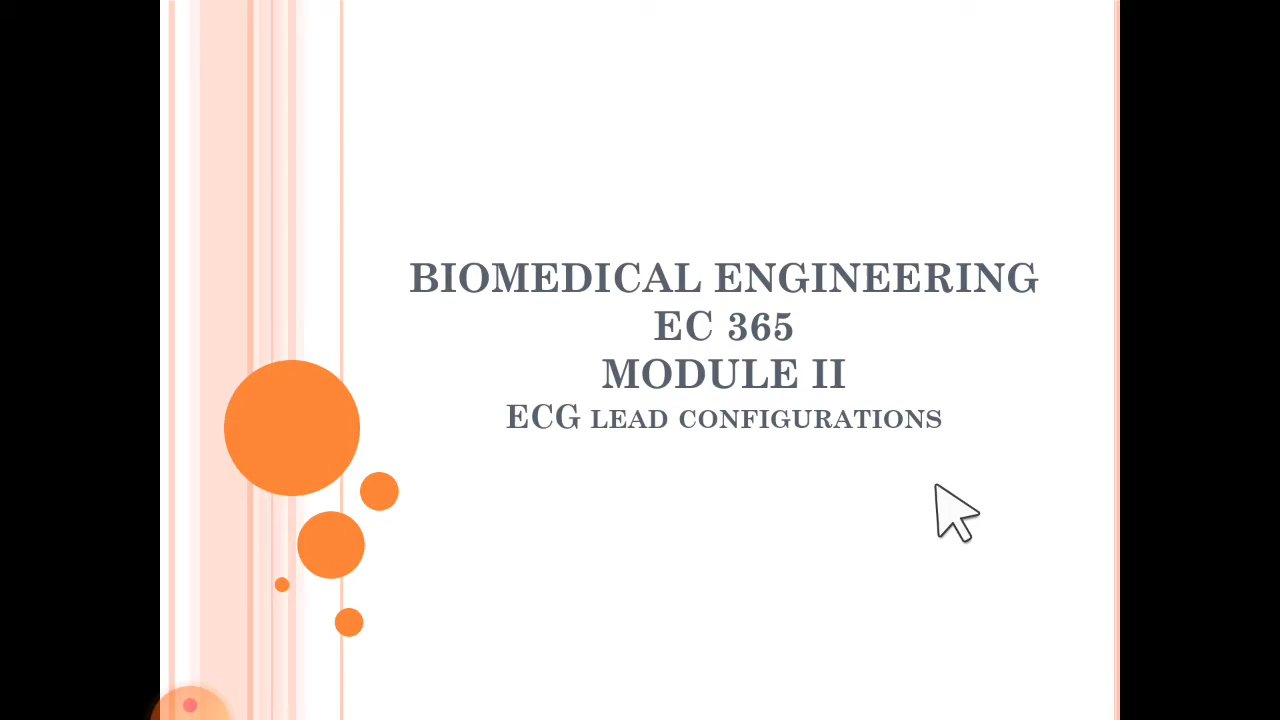 BIOMEDICAL ENGINEERING
EC 365
MODULE II
ECG LEAD CONFIGURATIONS